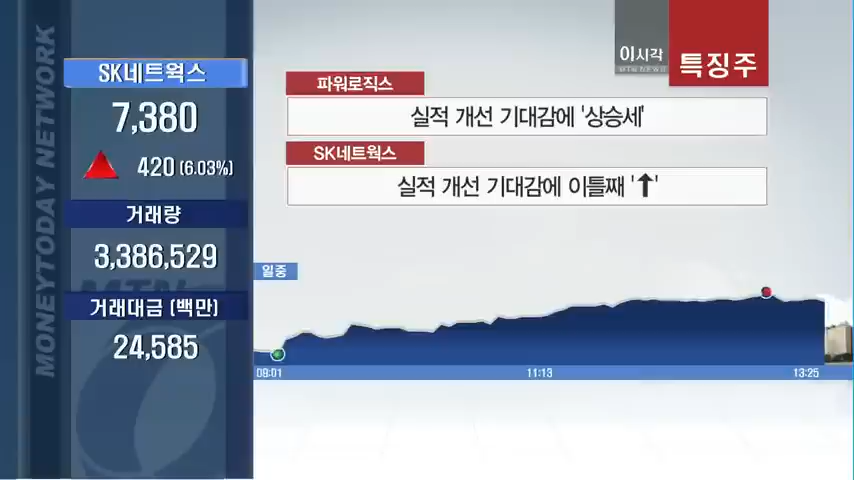 MONEYTODAY NETWORK
SK네트웍스
7,380
420 (6.03%)
거래량
3,386,529
거래대금 (백만)
24,585
이시각
MTN NEWS
특징주
파워로직스
실적 개선 기대감에 '상승세'
SK네트웍스
실적 개선 기대감에 이틀째 '↑'
일중
09:01
11:13
13:25
MTN